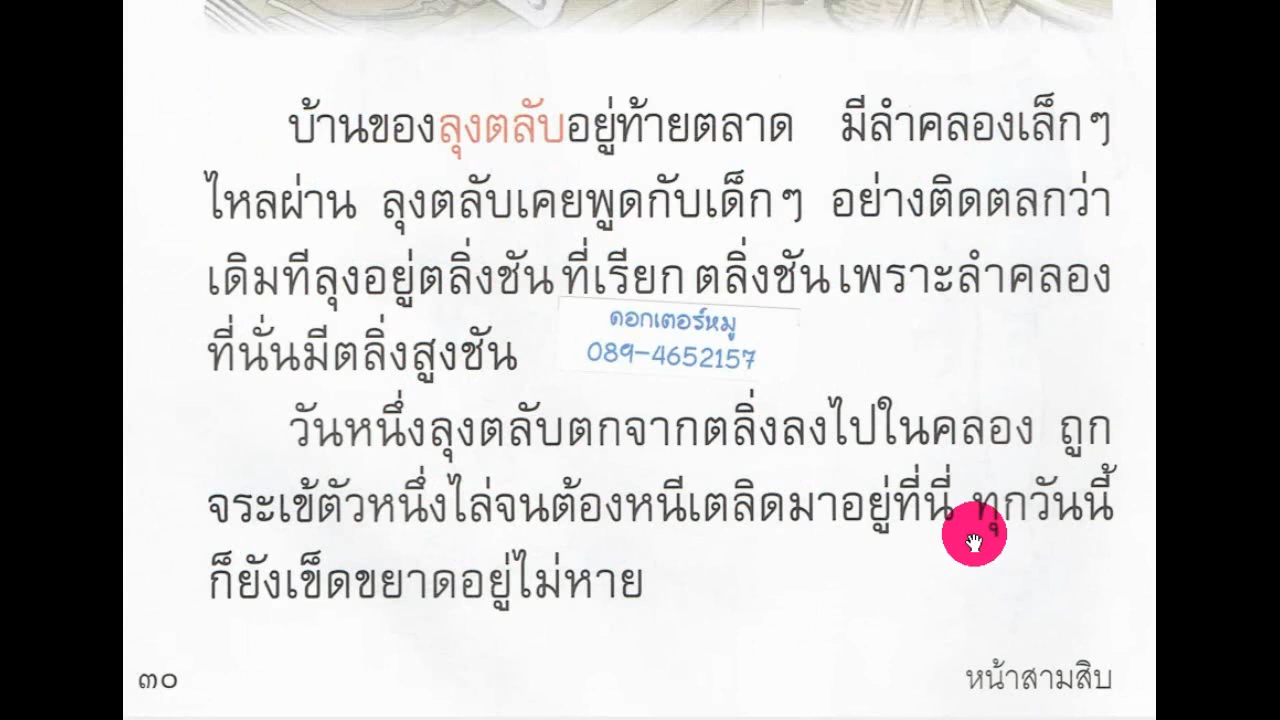 บ้านของลุงตลับอยู่ท้ายตลาด มีลำคลองเล็กๆ
ไหลผ่าน ลุงตลับเคยพูดกับเด็กๆ อย่างติดตลกว่า
เดิมทีลุงอยู่ตลิ่งชัน ที่เรียก ตลิ่งชัน เพราะลำคลอง
ที่นั่นมีตลิ่งสูงชัน
ดอกเตอร์หมู
089-4652157
วันหนึ่งลุงตลับตกจากตลิ่งลงไปในคลอง ถูก
จระเข้ตัวหนึ่งไล่จนต้องหนีเตลิดมาอยู่ที่นี่ ทุกวันนี้
ก็ยังเข็ดขยาดอยู่ไม่หาย
๓๐
หน้าสามสิบ